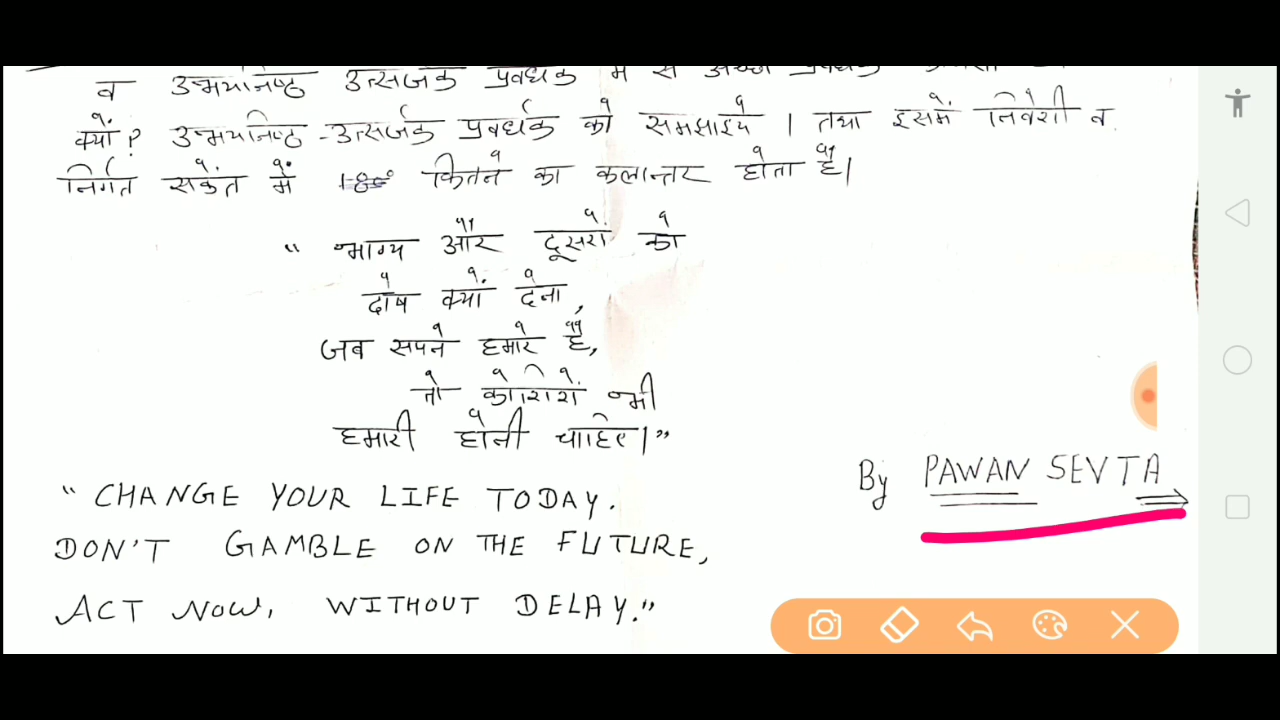 व उभयनिष्ठ उत्सर्जक प्रवर्धक में से अच्छा प्रवर्धक
क्यों? उभयनिष्ठ-उत्सर्जक प्रवर्धक को समझाइये । तथा इसमें निवेशी व
निर्गत संकेत में कितने का कलान्तर होता है।
“ भाग्य और दूसरों को
दोष क्यों देना,
जब सपने हमारे हैं,
तो कोशिशें भी
हमारी होनी चाहिए।”
By PAWAN SEVTA
“ CHANGE YOUR LIFE TODAY.
DON'T GAMBLE ON THE FUTURE,
ACT NOW, WITHOUT DELAY.”